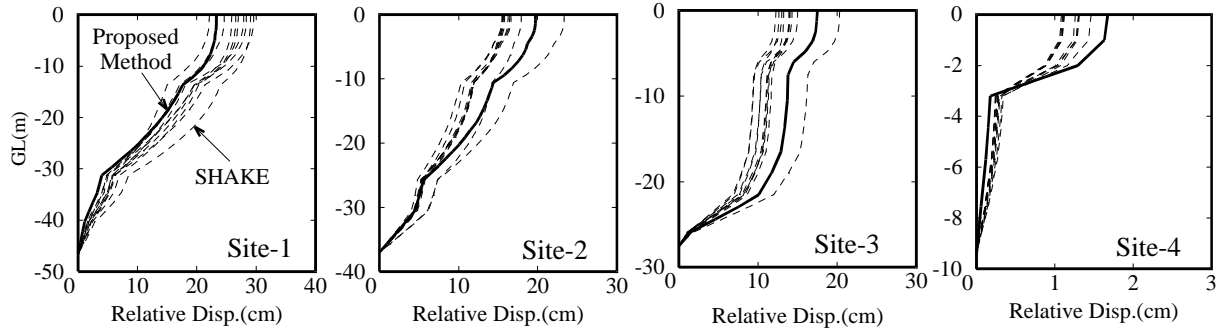 GL(m)
0
-10
-20
-30
-40
-50
0 10 20 30 40
Relative Disp.(cm)
Proposed
Method
SHAKE
Site-1
0
-10
-20
-30
-40
0 10 20 30
Relative Disp.(cm)
Site-2
0
-10
-20
-30
0 10 20 30
Relative Disp.(cm)
Site-3
0
-2
-4
-6
-8
-10
0 1 2 3
Relative Disp.(cm)
Site-4